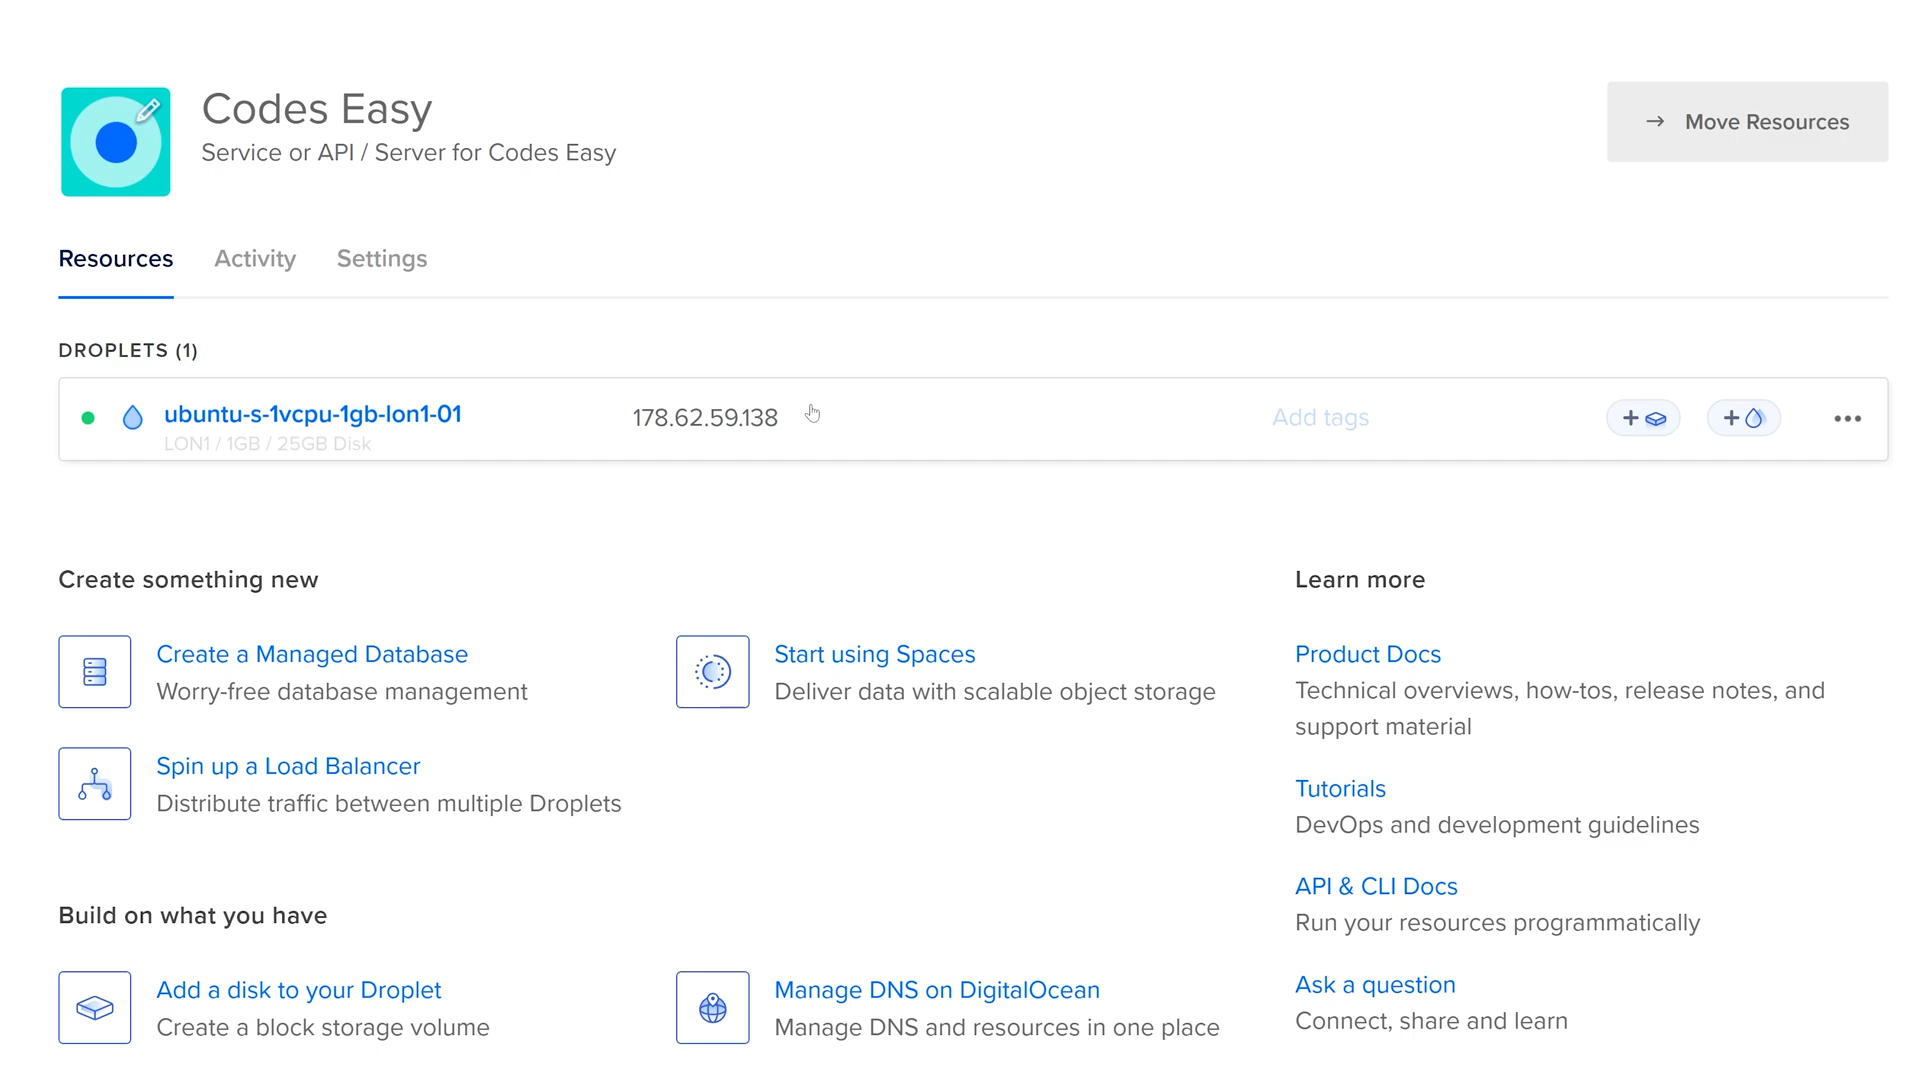 Codes Easy
Service or API / Server for Codes Easy
→ Move Resources
Resources
Activity
Settings
DROPLETS (1)
ubuntu-s-1vcpu-1gb-lon1-01
LON1 / 1GB / 25GB Disk
178.62.59.138
Add tags
Create something new
Create a Managed Database
Worry-free database management
Start using Spaces
Deliver data with scalable object storage
Spin up a Load Balancer
Distribute traffic between multiple Droplets
Build on what you have
Add a disk to your Droplet
Create a block storage volume
Manage DNS on DigitalOcean
Manage DNS and resources in one place
Learn more
Product Docs
Technical overviews, how-tos, release notes, and
support material
Tutorials
DevOps and development guidelines
API & CLI Docs
Run your resources programmatically
Ask a question
Connect, share and learn